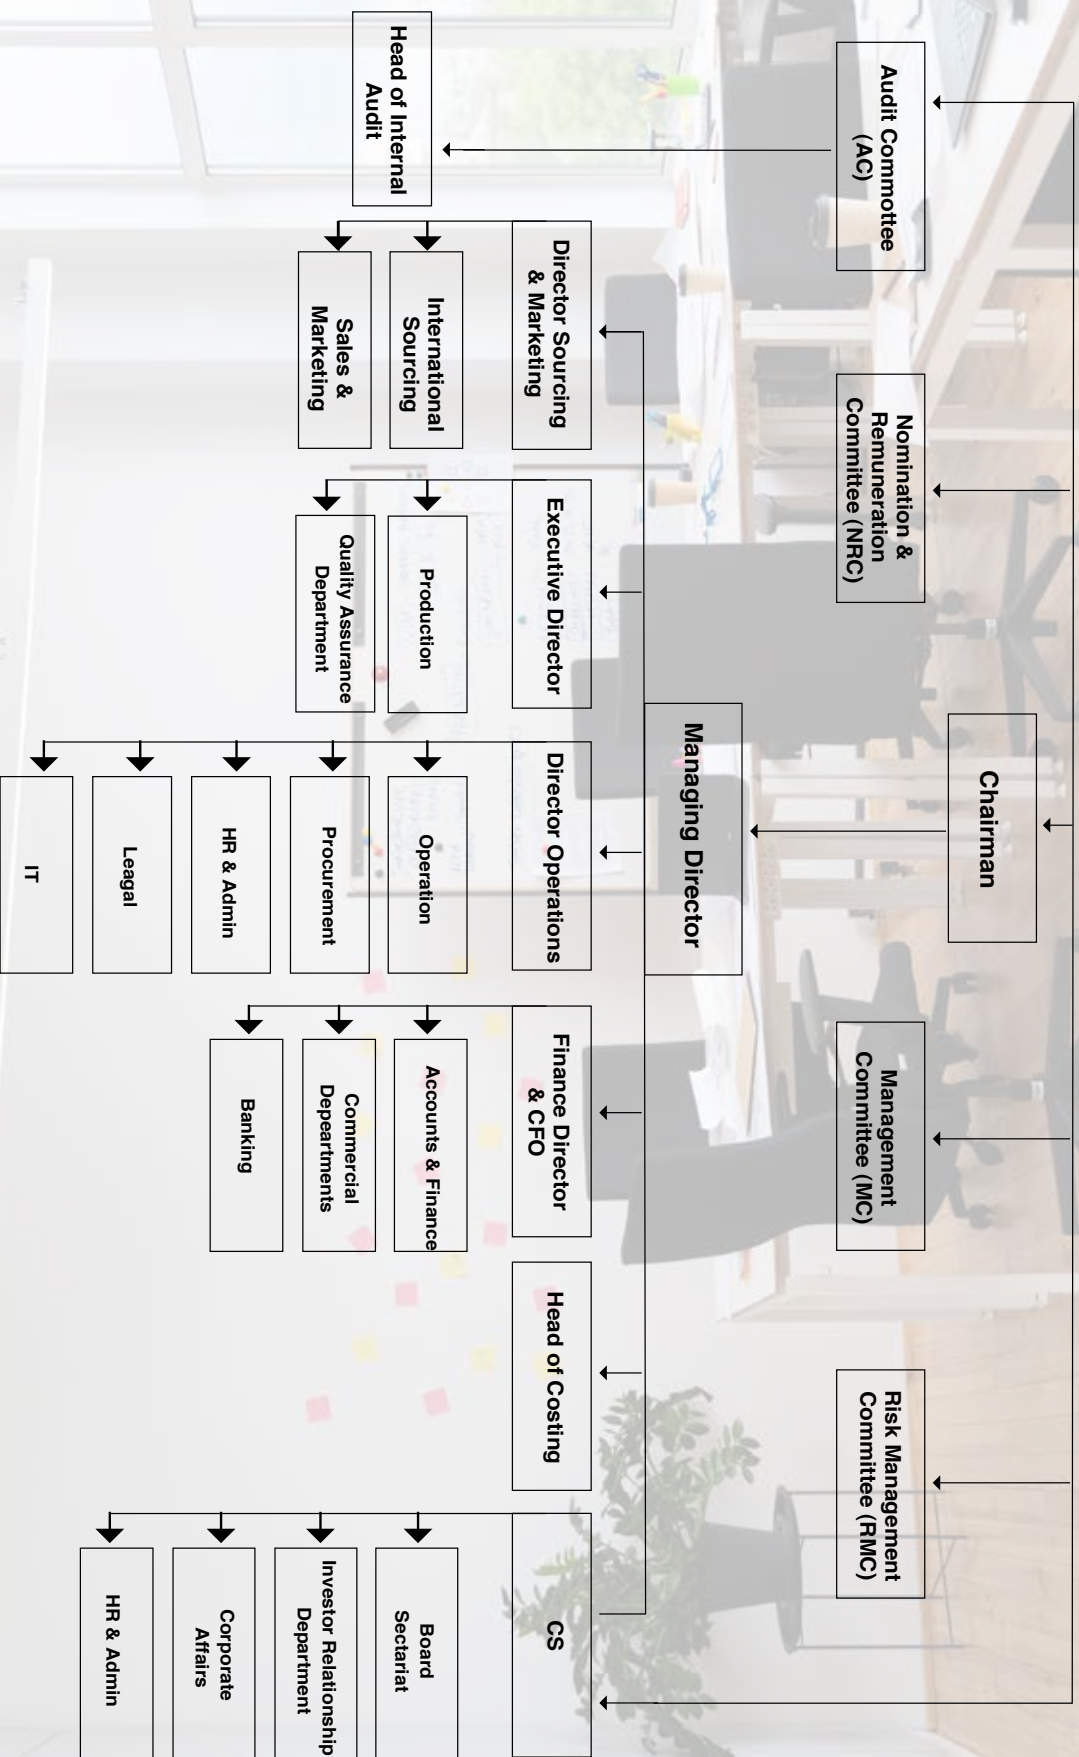 Audit Commottee
(AC)
Nomination &
Remuneration
Committee (NRC)
Chairman
Management
Committee (MC)
Risk Management
Committee (RMC)
Managing Director
Head of Internal
Audit
Director Sourcing
& Marketing
International
Sourcing
Sales &
Marketing
Executive Director
Production
Quality Assurance
Department
Director Operations
Operation
Procurement
HR & Admin
Leagal
IT
Finance Director
& CFO
Accounts & Finance
Commercial
Depeartments
Banking
Head of Costing
CS
Board
Sectariat
Investor Relationship
Department
Corporate
Affairs
HR & Admin